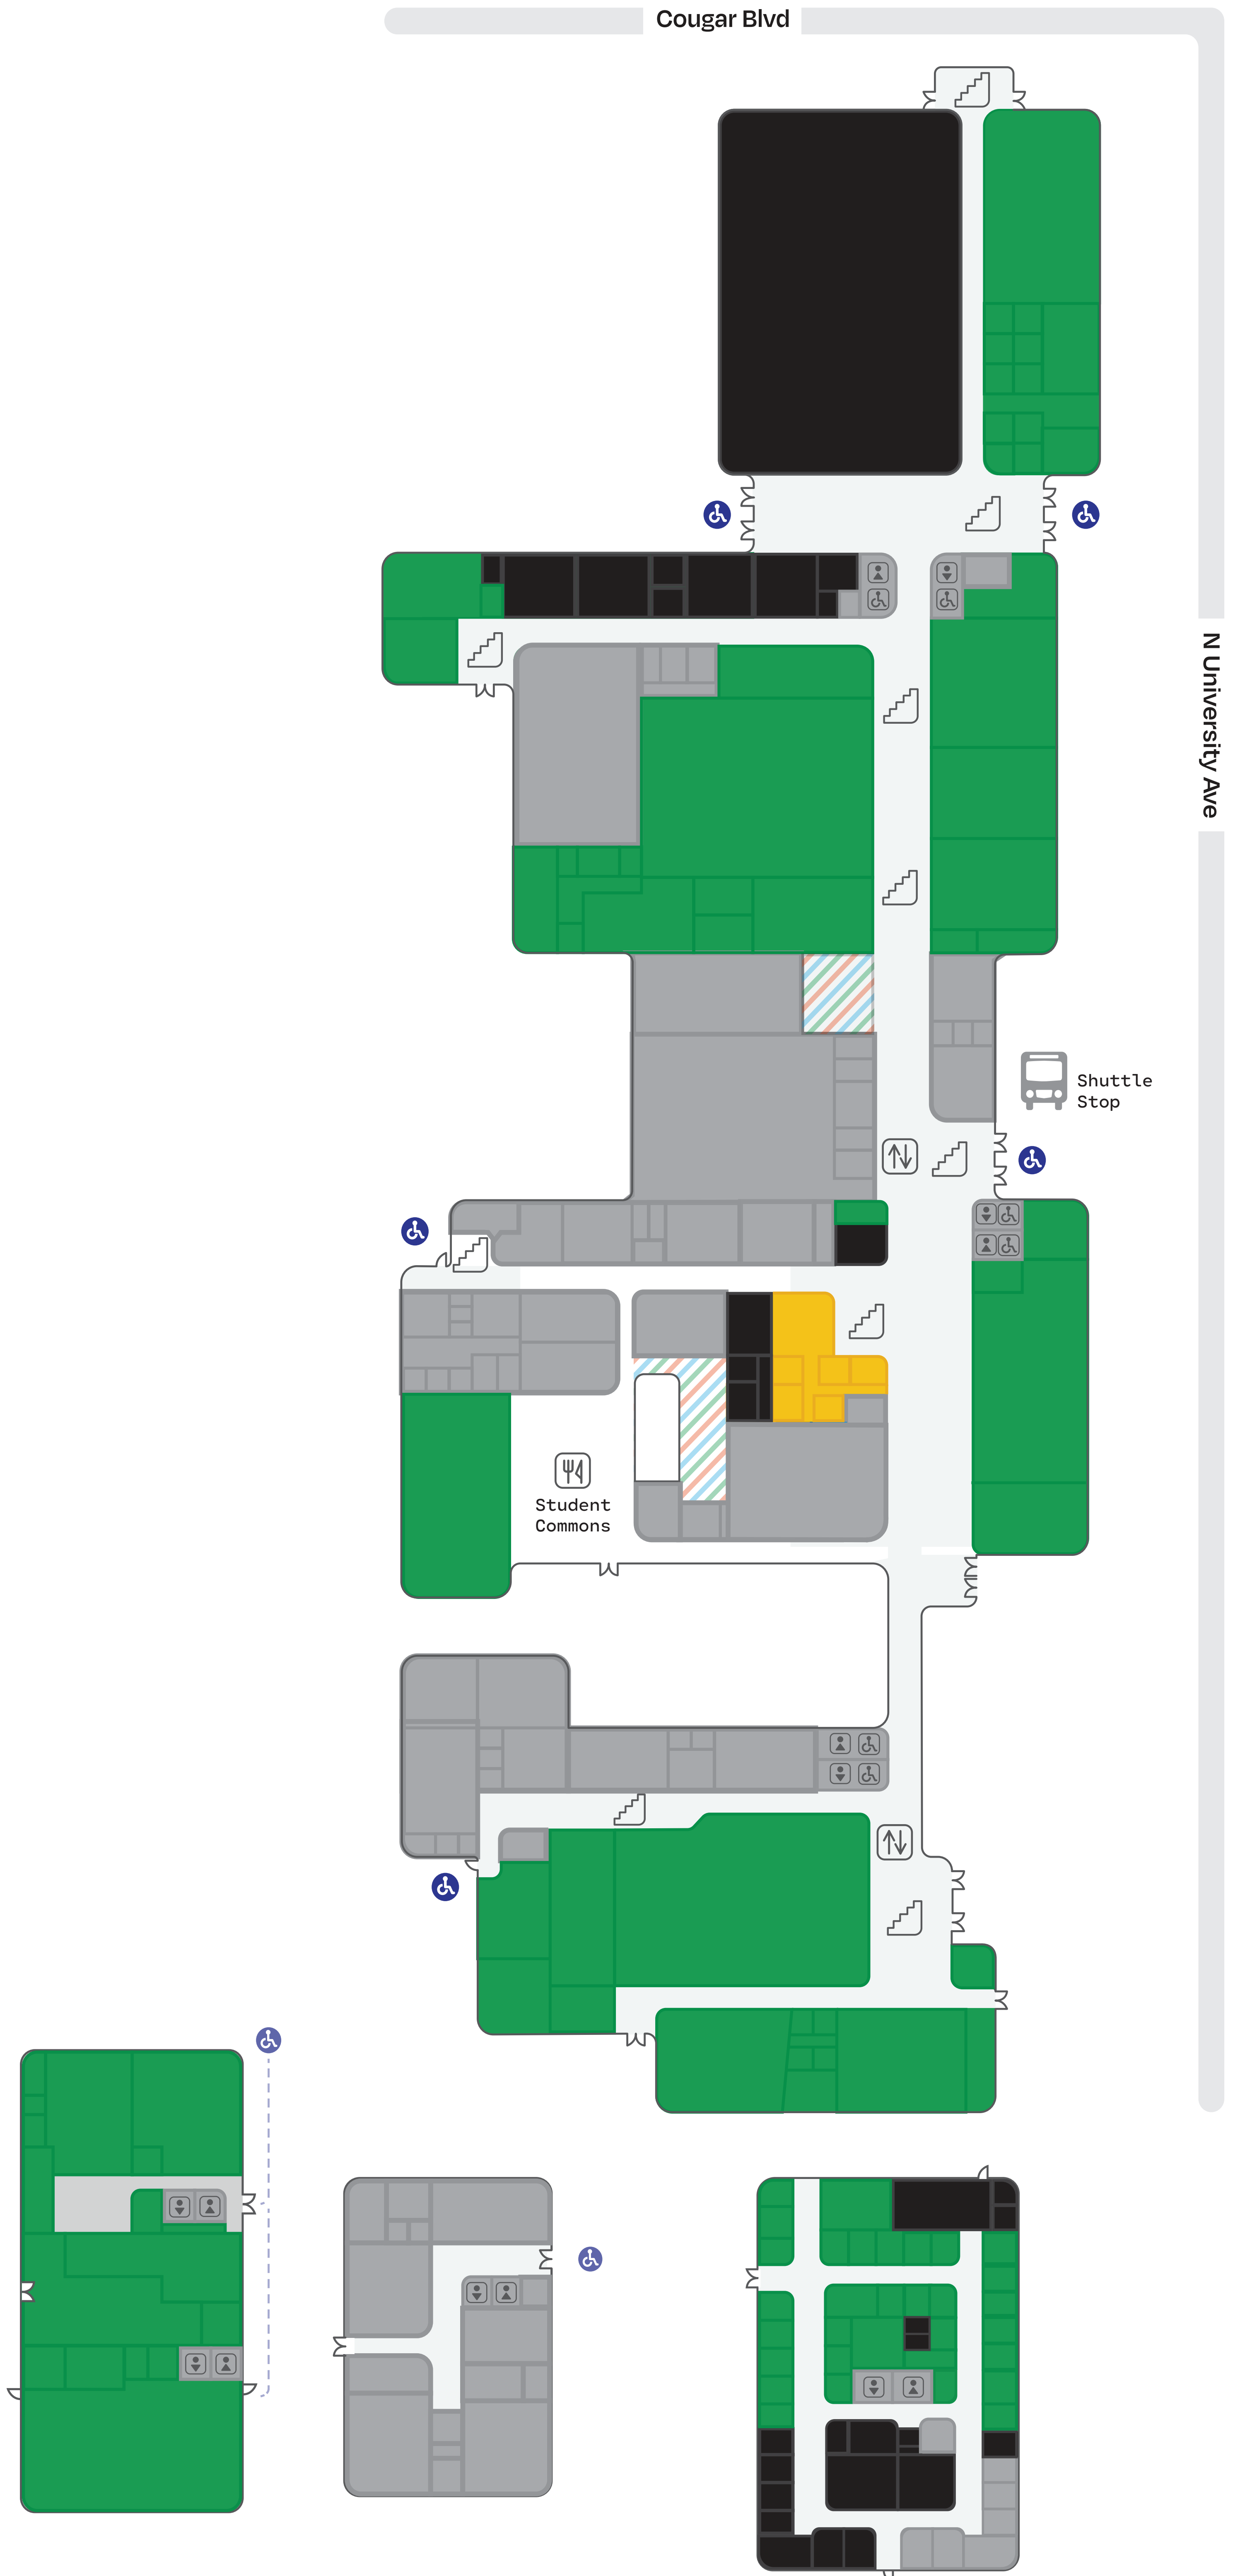 Cougar Blvd
N University Ave
Shuttle
Stop
Student
Commons